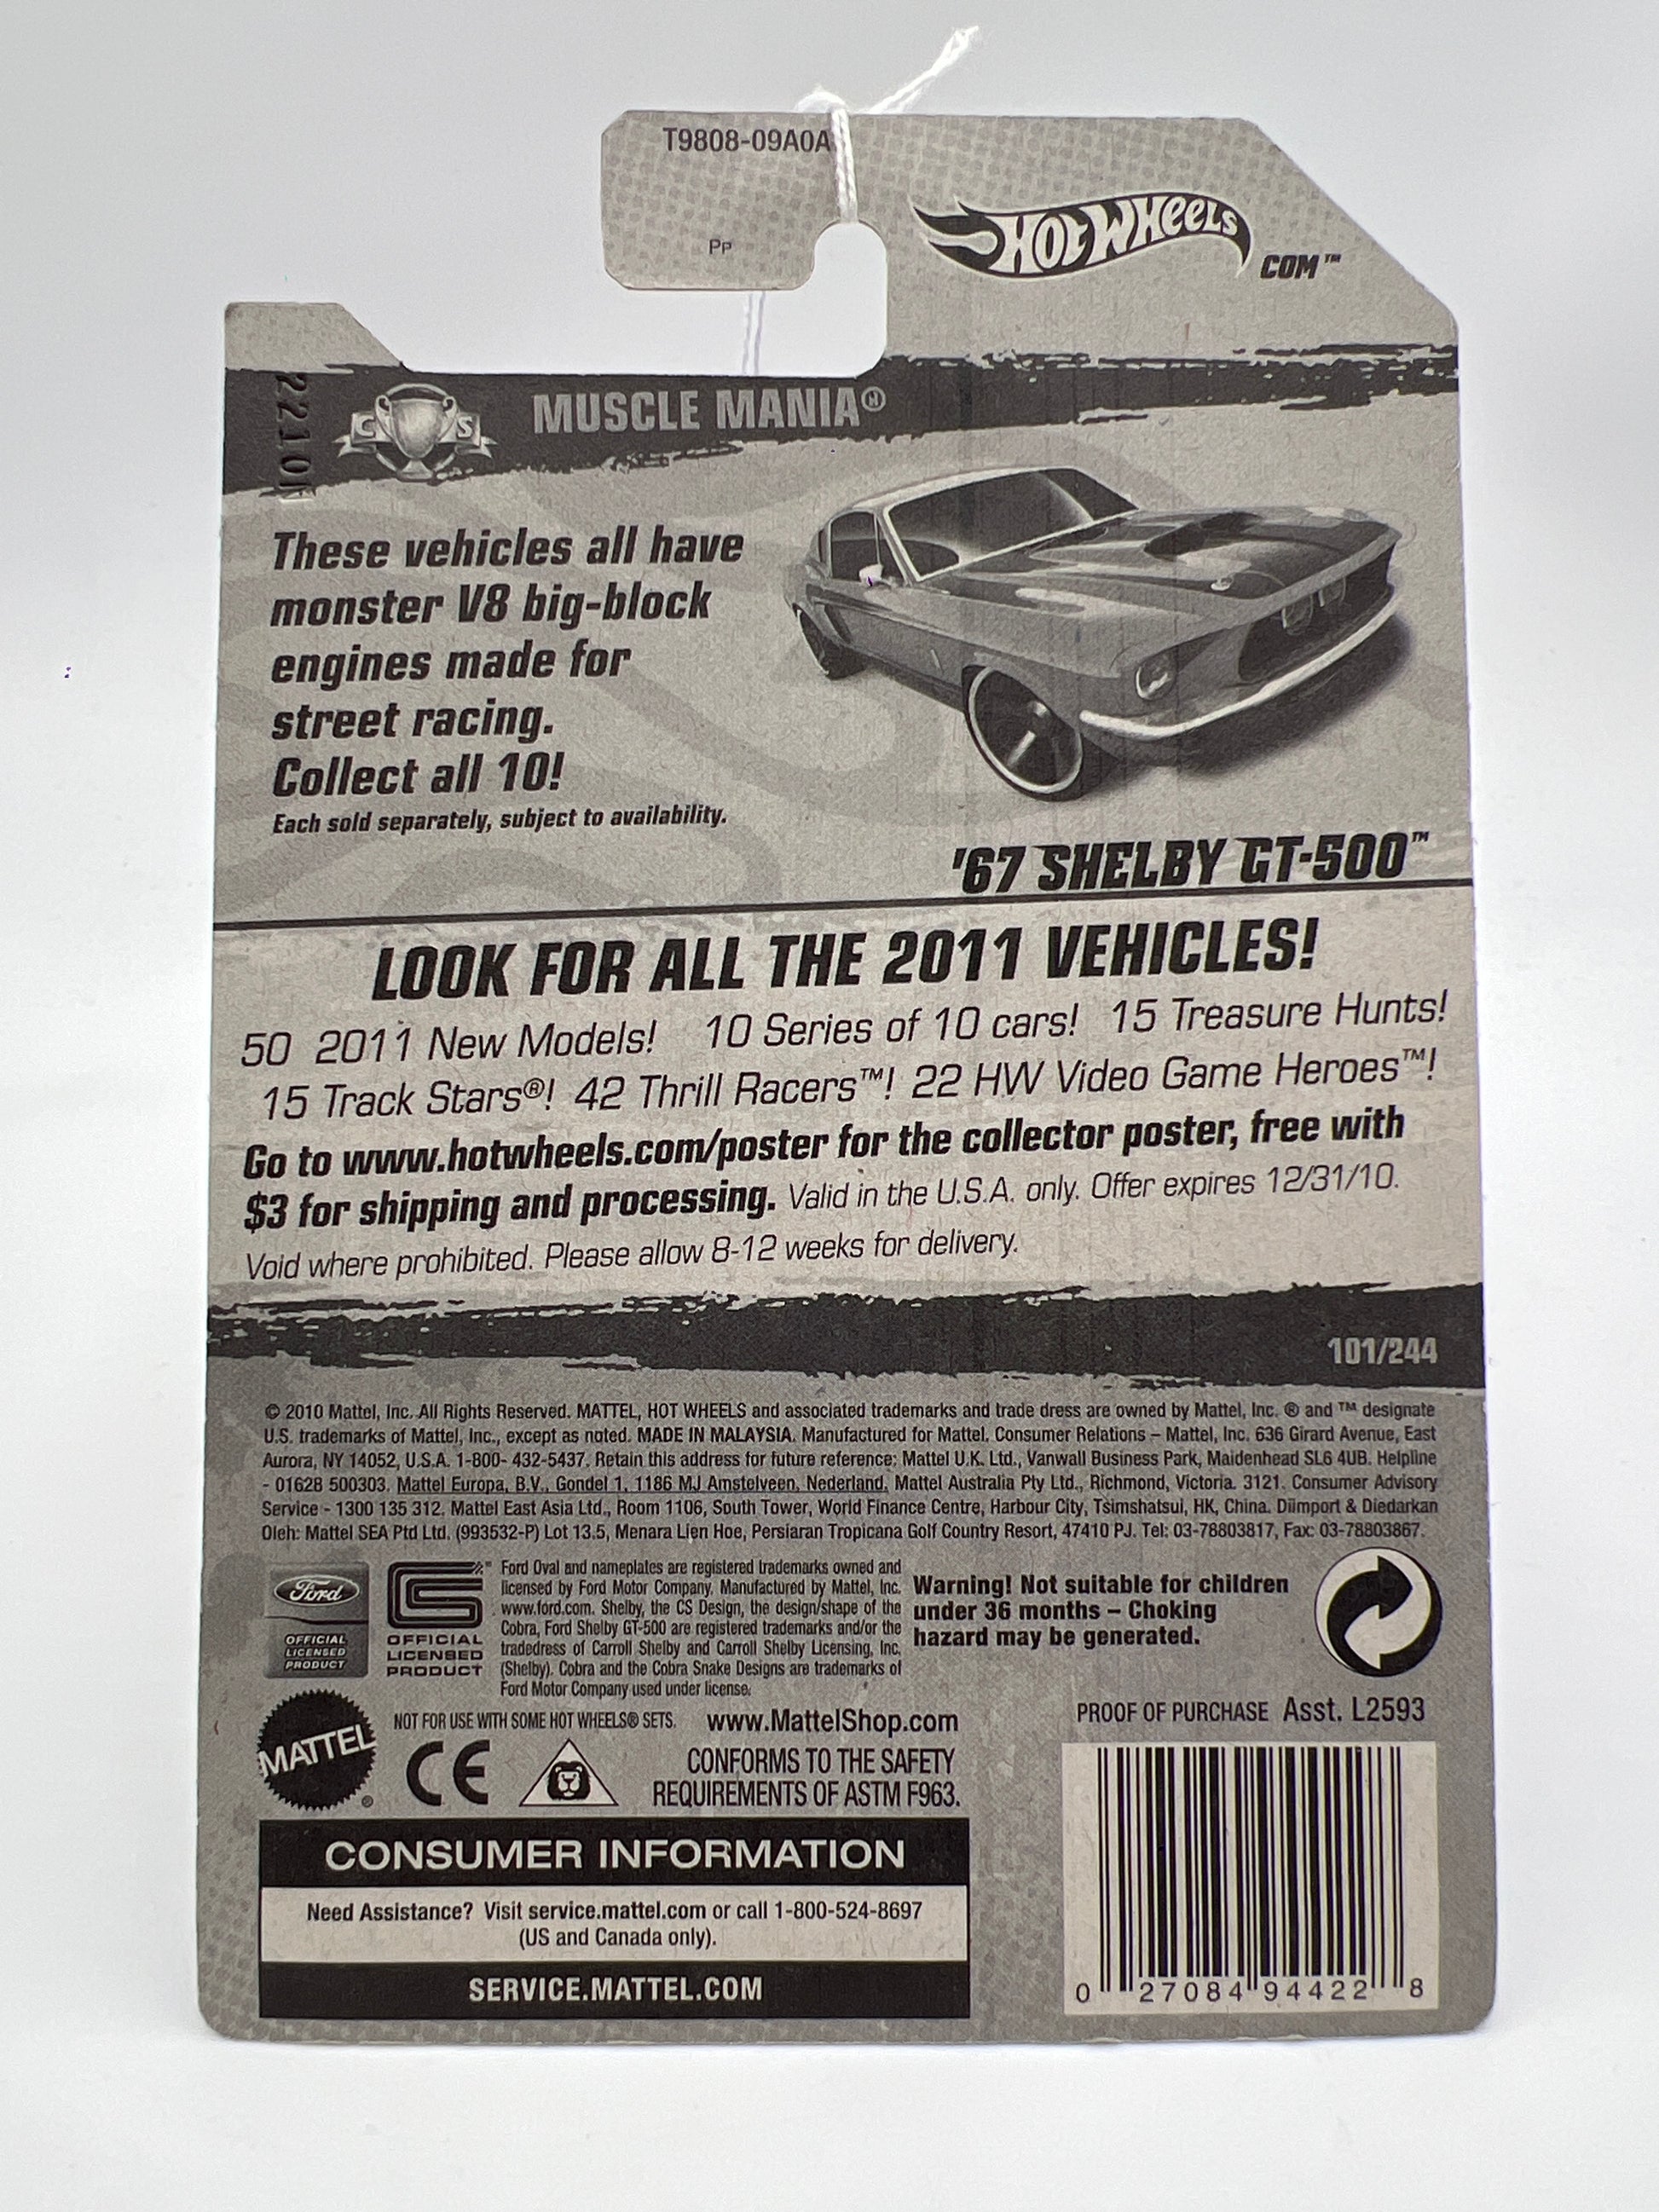 T9808-09A0A
Pp
HOT WHEELS
COM™
2210
C S
MUSCLE MANIA®
These vehicles all have
monster V8 big-block
engines made for
street racing.
Collect all 10!
Each sold separately, subject to availability.
'67 SHELBY GT-500™
LOOK FOR ALL THE 2011 VEHICLES!
50 2011 New Models! 10 Series of 10 cars! 15 Treasure Hunts!
15 Track Stars®! 42 Thrill Racers™! 22 HW Video Game Heroes™!
Go to www.hotwheels.com/poster for the collector poster, free with
$3 for shipping and processing. Valid in the U.S.A. only. Offer expires 12/31/10.
Void where prohibited. Please allow 8-12 weeks for delivery.
101/244
© 2010 Mattel, Inc. All Rights Reserved. MATTEL, HOT WHEELS and associated trademarks and trade dress are owned by Mattel, Inc. ® and ™ designate
U.S. trademarks of Mattel, Inc., except as noted. MADE IN MALAYSIA. Manufactured for Mattel. Consumer Relations – Mattel, Inc. 636 Girard Avenue, East
Aurora, NY 14052, U.S.A. 1-800- 432-5437. Retain this address for future reference: Mattel U.K. Ltd., Vanwall Business Park, Maidenhead SL6 4UB. Helpline
- 01628 500303. Mattel Europa, B.V., Gondel 1, 1186 MJ Amstelveen, Nederland. Mattel Australia Pty Ltd., Richmond, Victoria. 3121. Consumer Advisory
Service - 1300 135 312. Mattel East Asia Ltd., Room 1106, South Tower, World Finance Centre, Harbour City, Tsimshatsui, HK, China. Diimport & Diedarkan
Oleh: Mattel SEA Ptd Ltd. (993532-P) Lot 13.5, Menara Lien Hoe, Persiaran Tropicana Golf Country Resort, 47410 PJ. Tel: 03-78803817, Fax: 03-78803867.
Ford
OFFICIAL
LICENSED
PRODUCT
OFFICIAL
LICENSED
PRODUCT
Ford Oval and nameplates are registered trademarks owned and
licensed by Ford Motor Company. Manufactured by Mattel, Inc.
www.ford.com. Shelby, the CS Design, the design/shape of the
Cobra, Ford Shelby GT-500 are registered trademarks and/or the
tradedress of Carroll Shelby and Carroll Shelby Licensing, Inc.
(Shelby). Cobra and the Cobra Snake Designs are trademarks of
Ford Motor Company used under license.
Warning! Not suitable for children
under 36 months – Choking
hazard may be generated.
MATTEL®
NOT FOR USE WITH SOME HOT WHEELS® SETS. www.MattelShop.com
CE
CONFORMS TO THE SAFETY
REQUIREMENTS OF ASTM F963.
PROOF OF PURCHASE Asst. L2593
CONSUMER INFORMATION
Need Assistance? Visit service.mattel.com or call 1-800-524-8697
(US and Canada only).
SERVICE.MATTEL.COM
0 27084 94422 8